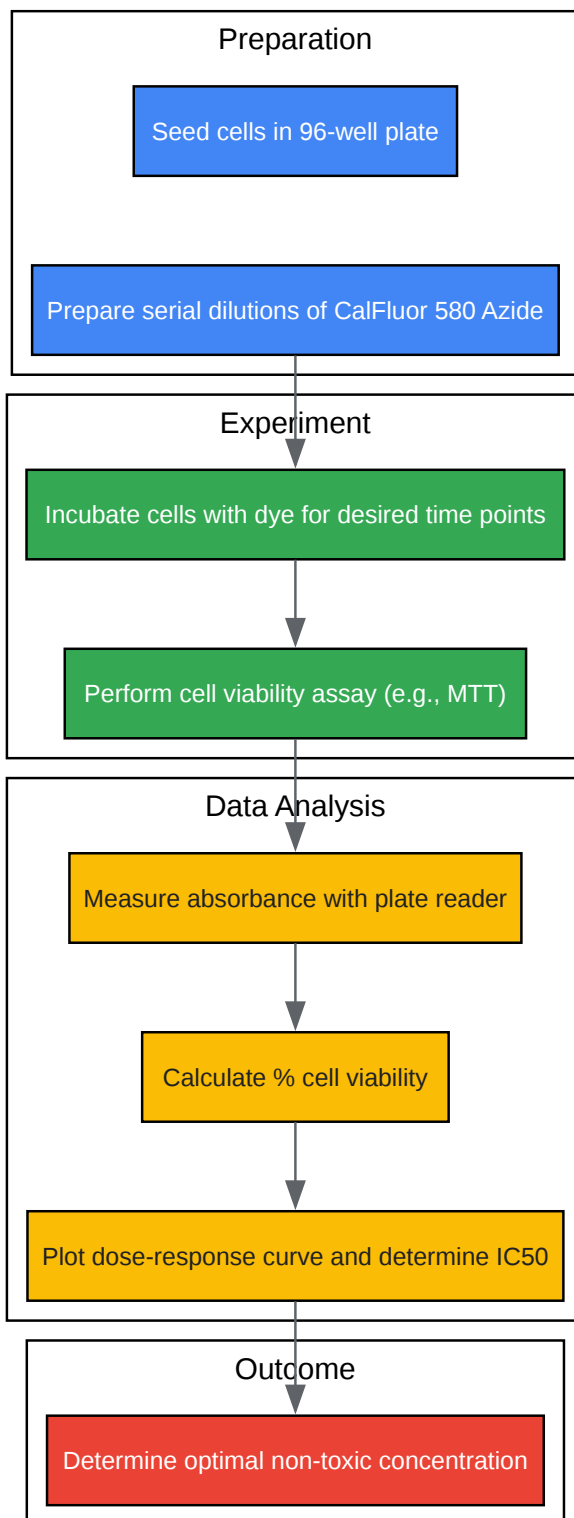 Preparation
Seed cells in 96-well plate
Prepare serial dilutions of CalFluor 580 Azide
Experiment
Incubate cells with dye for desired time points
Perform cell viability assay (e.g., MTT)
Data Analysis
Measure absorbance with plate reader
Calculate % cell viability
Plot dose-response curve and determine IC50
Outcome
Determine optimal non-toxic concentration